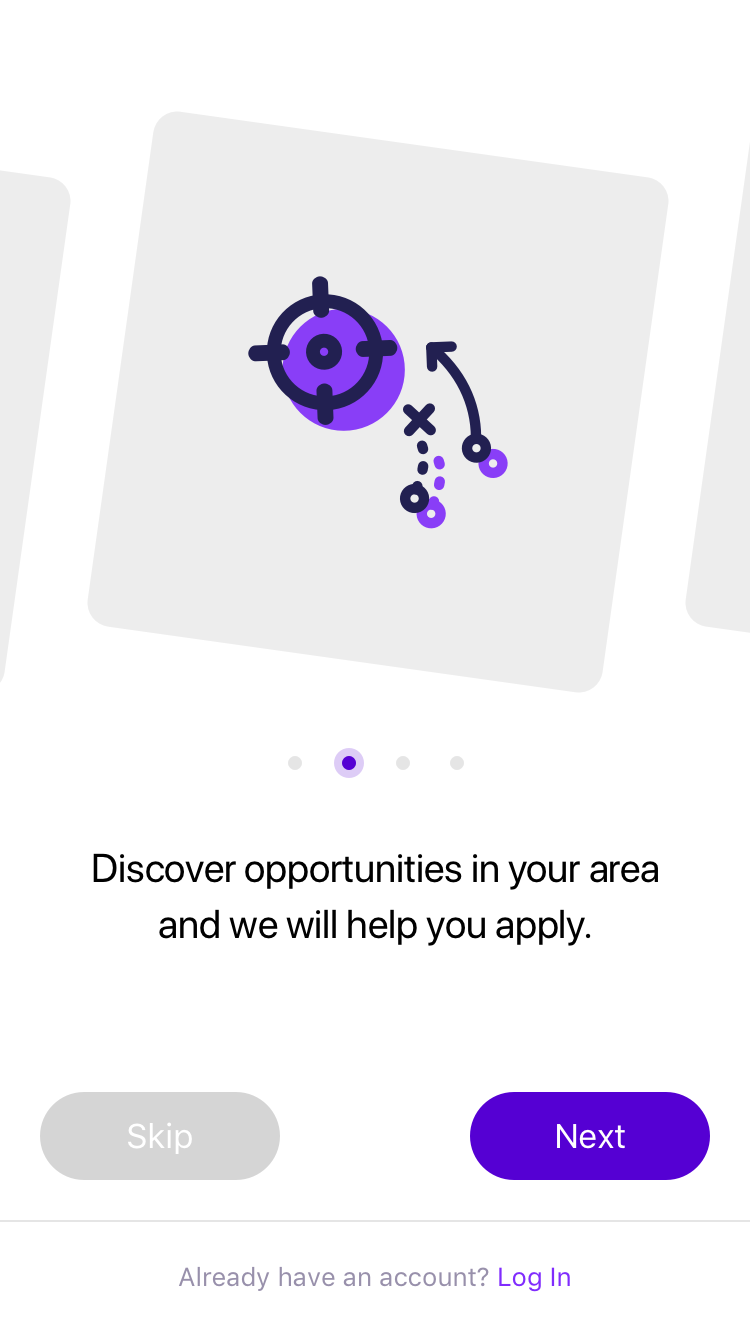 Discover opportunities in your area
and we will help you apply.
Skip
Next
Already have an account? Log In